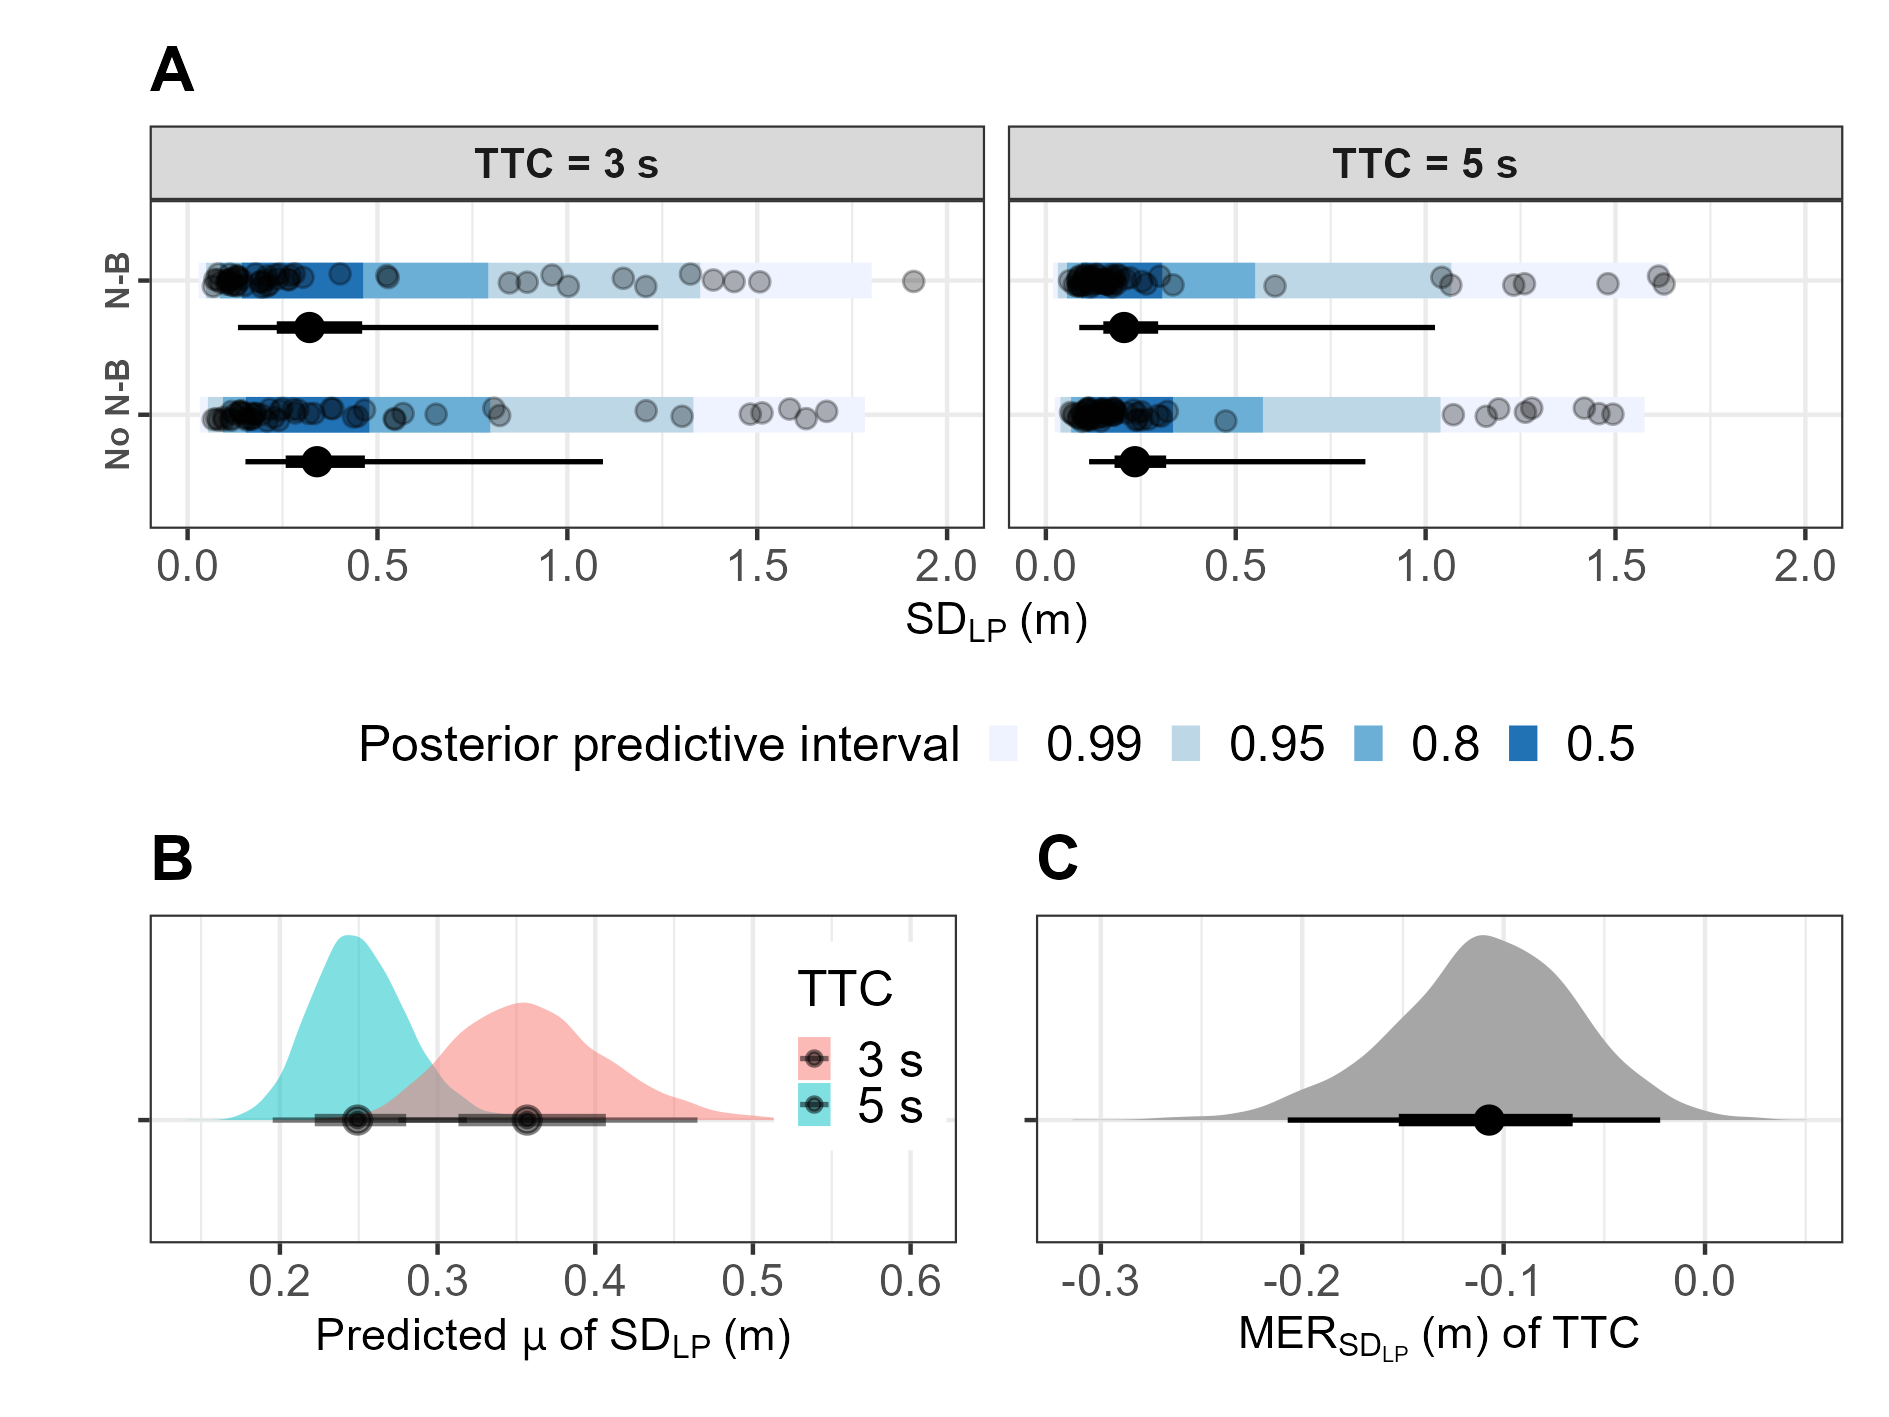 A
TTC = 3 s
TTC = 5 s
N-B
No N-B
0.0 0.5 1.0 1.5 2.0
0.0 0.5 1.0 1.5 2.0
SD_LP (m)
Posterior predictive interval 0.99 0.95 0.8 0.5
B
TTC
3 s
5 s
0.2 0.3 0.4 0.5 0.6
Predicted μ of SD_LP (m)
C
-0.3 -0.2 -0.1 0.0
MER_SD_LP (m) of TTC